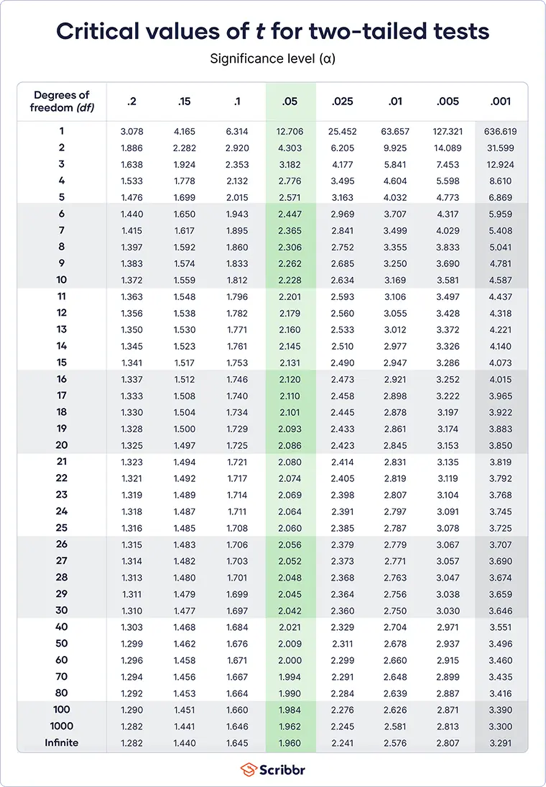 Critical values of t for two-tailed tests
Significance level (α)
Degrees of
freedom (df) .2 .15 .1 .05 .025 .01 .005 .001
1 3.078 4.165 6.314 12.706 25.452 63.657 127.321 636.619
2 1.886 2.282 2.920 4.303 6.205 9.925 14.089 31.599
3 1.638 1.924 2.353 3.182 4.177 5.841 7.453 12.924
4 1.533 1.778 2.132 2.776 3.495 4.604 5.598 8.610
5 1.476 1.699 2.015 2.571 3.163 4.032 4.773 6.869
6 1.440 1.650 1.943 2.447 2.969 3.707 4.317 5.959
7 1.415 1.617 1.895 2.365 2.841 3.499 4.029 5.408
8 1.397 1.592 1.860 2.306 2.752 3.355 3.833 5.041
9 1.383 1.574 1.833 2.262 2.685 3.250 3.690 4.781
10 1.372 1.559 1.812 2.228 2.634 3.169 3.581 4.587
11 1.363 1.548 1.796 2.201 2.593 3.106 3.497 4.437
12 1.356 1.538 1.782 2.179 2.560 3.055 3.428 4.318
13 1.350 1.530 1.771 2.160 2.533 3.012 3.372 4.221
14 1.345 1.523 1.761 2.145 2.510 2.977 3.326 4.140
15 1.341 1.517 1.753 2.131 2.490 2.947 3.286 4.073
16 1.337 1.512 1.746 2.120 2.473 2.921 3.252 4.015
17 1.333 1.508 1.740 2.110 2.458 2.898 3.222 3.965
18 1.330 1.504 1.734 2.101 2.445 2.878 3.197 3.922
19 1.328 1.500 1.729 2.093 2.433 2.861 3.174 3.883
20 1.325 1.497 1.725 2.086 2.423 2.845 3.153 3.850
21 1.323 1.494 1.721 2.080 2.414 2.831 3.135 3.819
22 1.321 1.492 1.717 2.074 2.405 2.819 3.119 3.792
23 1.319 1.489 1.714 2.069 2.398 2.807 3.104 3.768
24 1.318 1.487 1.711 2.064 2.391 2.797 3.091 3.745
25 1.316 1.485 1.708 2.060 2.385 2.787 3.078 3.725
26 1.315 1.483 1.706 2.056 2.379 2.779 3.067 3.707
27 1.314 1.482 1.703 2.052 2.373 2.771 3.057 3.690
28 1.313 1.480 1.701 2.048 2.368 2.763 3.047 3.674
29 1.311 1.479 1.699 2.045 2.364 2.756 3.038 3.659
30 1.310 1.477 1.697 2.042 2.360 2.750 3.030 3.646
40 1.303 1.468 1.684 2.021 2.329 2.704 2.971 3.551
50 1.299 1.462 1.676 2.009 2.311 2.678 2.937 3.496
60 1.296 1.458 1.671 2.000 2.299 2.660 2.915 3.460
70 1.294 1.456 1.667 1.994 2.291 2.648 2.899 3.435
80 1.292 1.453 1.664 1.990 2.284 2.639 2.887 3.416
100 1.290 1.451 1.660 1.984 2.276 2.626 2.871 3.390
1000 1.282 1.441 1.646 1.962 2.245 2.581 2.813 3.300
Infinite 1.282 1.440 1.645 1.960 2.241 2.576 2.807 3.291
Scribbr